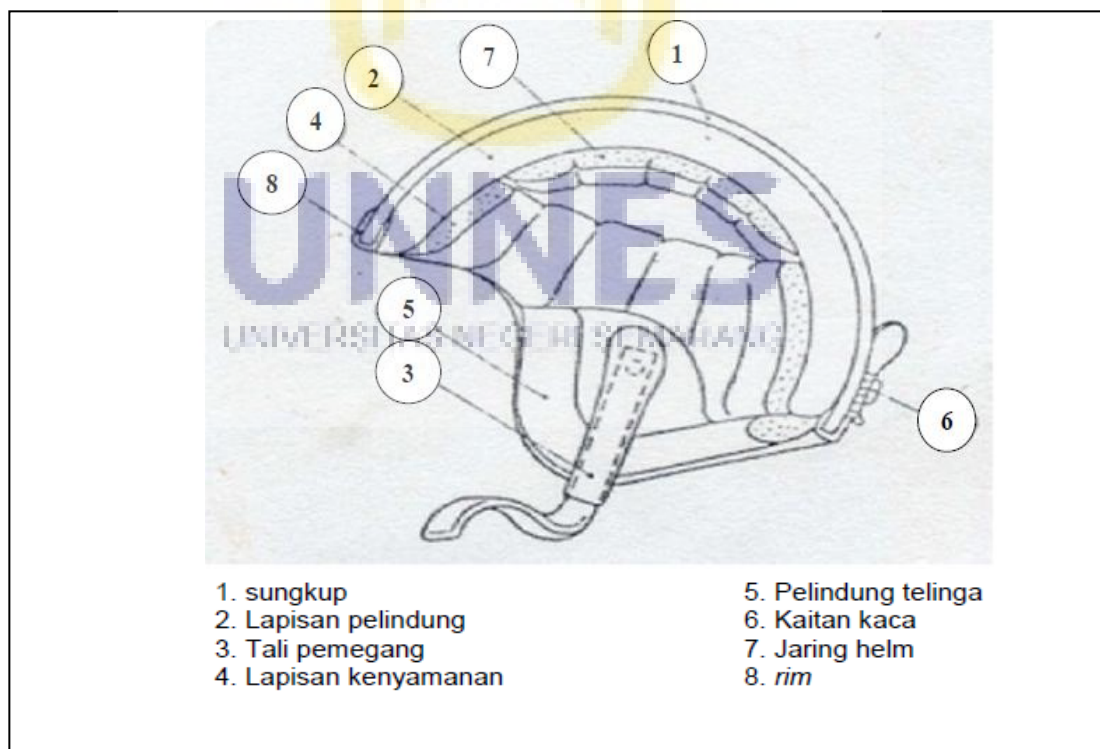 1
7
2
4
8
UNNES
UNIVERSITAS NEGERI SEMARANG
5
3
6
1. sungkup
2. Lapisan pelindung
3. Tali pemegang
4. Lapisan kenyamanan
5. Pelindung telinga
6. Kaitan kaca
7. Jaring helm
8. rim